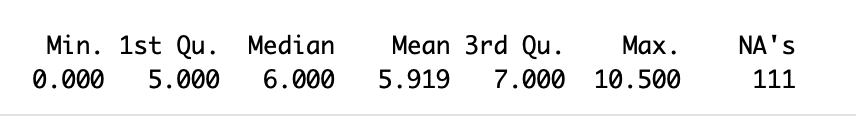 Min. 1st Qu. Median Mean 3rd Qu. Max. NA's
0.000 5.000 6.000 5.919 7.000 10.500 111